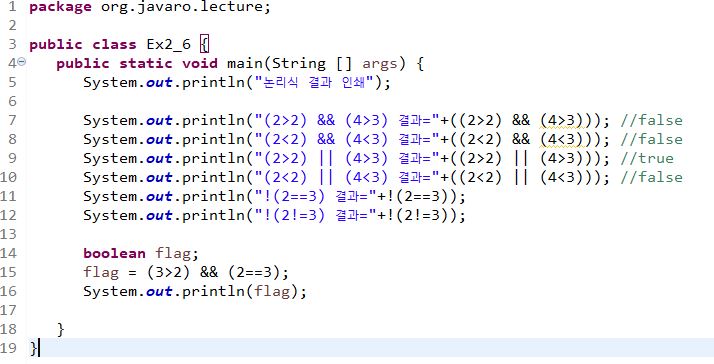 1 package org.javaro.lecture;
2
3 public class Ex2_6 {
4 public static void main(String [] args) {
5 System.out.println("논리식 결과 인쇄");
6
7 System.out.println("(2>2) && (4>3) 결과="+((2>2) && (4>3))); //false
8 System.out.println("(2<2) && (4<3) 결과="+((2<2) && (4<3))); //false
9 System.out.println("(2>2) || (4>3) 결과="+((2>2) || (4>3))); //true
10 System.out.println("(2<2) || (4<3) 결과="+((2<2) || (4<3))); //false
11 System.out.println("!(2==3) 결과="+!(2==3));
12 System.out.println("!(2!=3) 결과="+!(2!=3));
13
14 boolean flag;
15 flag = (3>2) && (2==3);
16 System.out.println(flag);
17
18 }
19 }